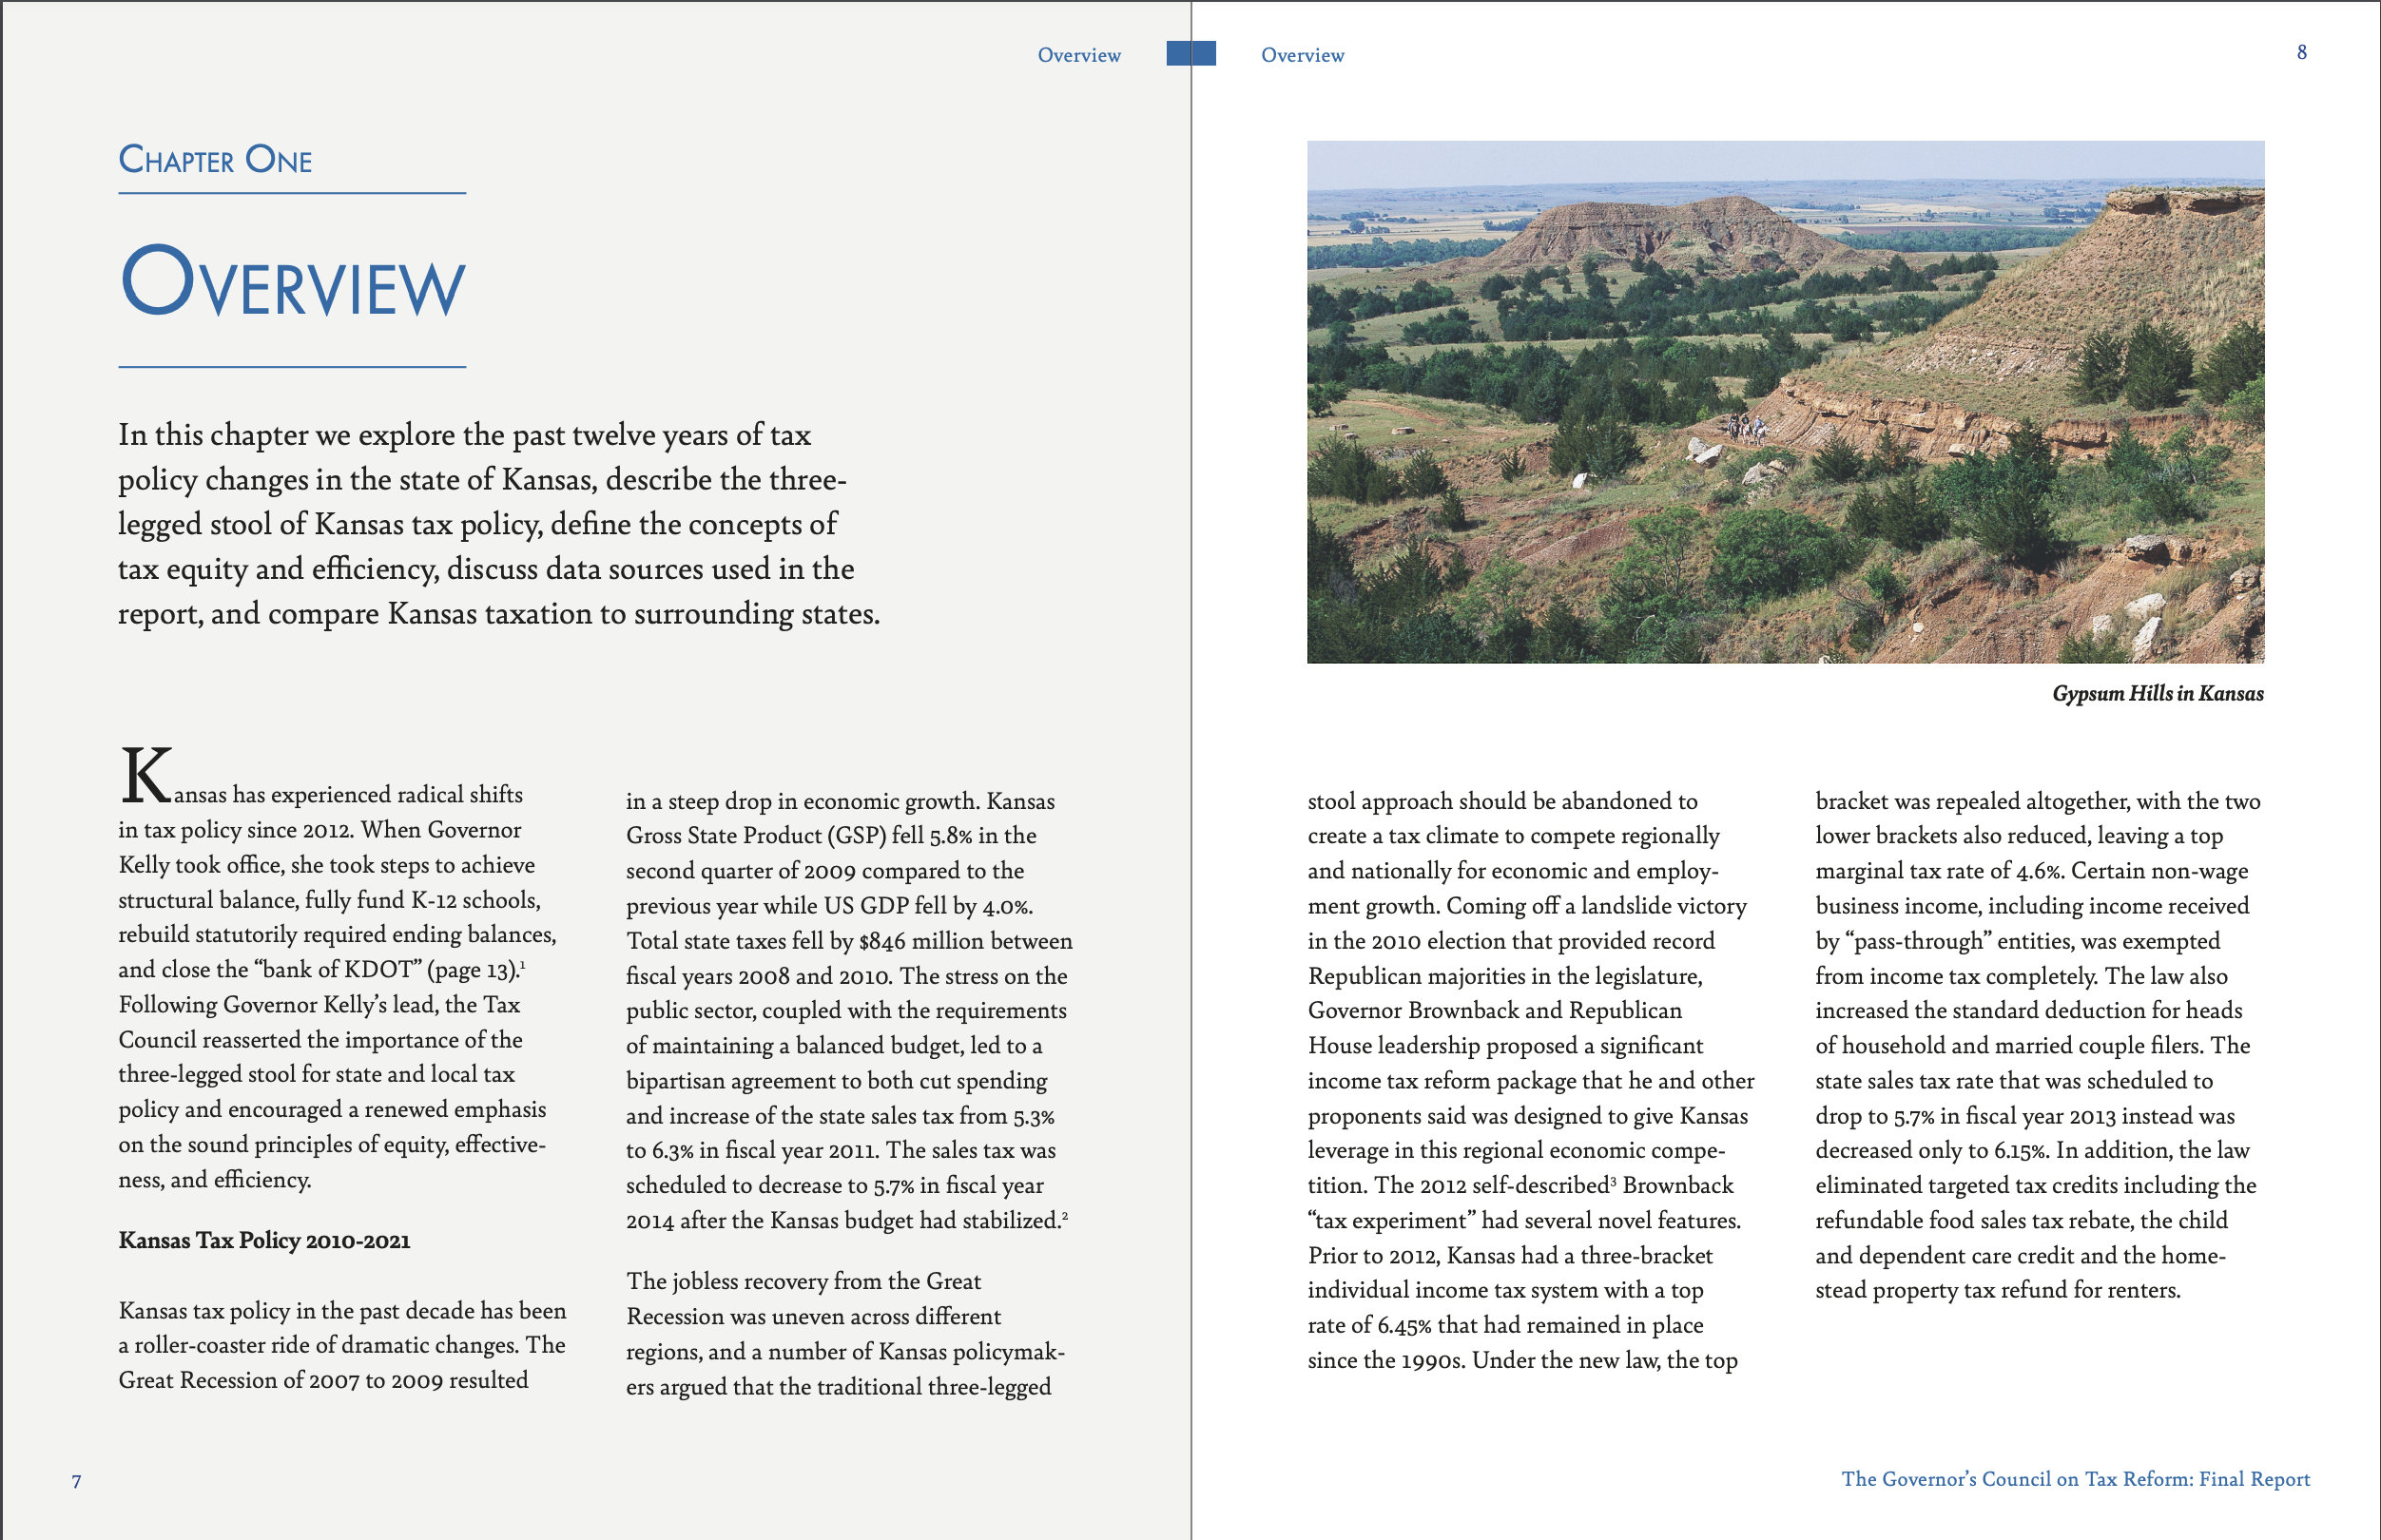 Overview
Chapter One
Overview
In this chapter we explore the past twelve years of tax
policy changes in the state of Kansas, describe the three-
legged stool of Kansas tax policy, define the concepts of
tax equity and efficiency, discuss data sources used in the
report, and compare Kansas taxation to surrounding states.
Kansas has experienced radical shifts
in tax policy since 2012. When Governor
Kelly took office, she took steps to achieve
structural balance, fully fund K-12 schools,
rebuild statutorily required ending balances,
and close the “bank of KDOT” (page 13).¹
Following Governor Kelly’s lead, the Tax
Council reasserted the importance of the
three-legged stool for state and local tax
policy and encouraged a renewed emphasis
on the sound principles of equity, effective-
ness, and efficiency.
Kansas Tax Policy 2010-2021
Kansas tax policy in the past decade has been
a roller-coaster ride of dramatic changes. The
Great Recession of 2007 to 2009 resulted
in a steep drop in economic growth. Kansas
Gross State Product (GSP) fell 5.8% in the
second quarter of 2009 compared to the
previous year while US GDP fell by 4.0%.
Total state taxes fell by $846 million between
fiscal years 2008 and 2010. The stress on the
public sector, coupled with the requirements
of maintaining a balanced budget, led to a
bipartisan agreement to both cut spending
and increase of the state sales tax from 5.3%
to 6.3% in fiscal year 2011. The sales tax was
scheduled to decrease to 5.7% in fiscal year
2014 after the Kansas budget had stabilized.²
The jobless recovery from the Great
Recession was uneven across different
regions, and a number of Kansas policymak-
ers argued that the traditional three-legged
7
Overview
8
Gypsum Hills in Kansas
stool approach should be abandoned to
create a tax climate to compete regionally
and nationally for economic and employ-
ment growth. Coming off a landslide victory
in the 2010 election that provided record
Republican majorities in the legislature,
Governor Brownback and Republican
House leadership proposed a significant
income tax reform package that he and other
proponents said was designed to give Kansas
leverage in this regional economic compe-
tition. The 2012 self-described³ Brownback
“tax experiment” had several novel features.
Prior to 2012, Kansas had a three-bracket
individual income tax system with a top
rate of 6.45% that had remained in place
since the 1990s. Under the new law, the top
bracket was repealed altogether, with the two
lower brackets also reduced, leaving a top
marginal tax rate of 4.6%. Certain non-wage
business income, including income received
by “pass-through” entities, was exempted
from income tax completely. The law also
increased the standard deduction for heads
of household and married couple filers. The
state sales tax rate that was scheduled to
drop to 5.7% in fiscal year 2013 instead was
decreased only to 6.15%. In addition, the law
eliminated targeted tax credits including the
refundable food sales tax rebate, the child
and dependent care credit and the home-
stead property tax refund for renters.
The Governor’s Council on Tax Reform: Final Report